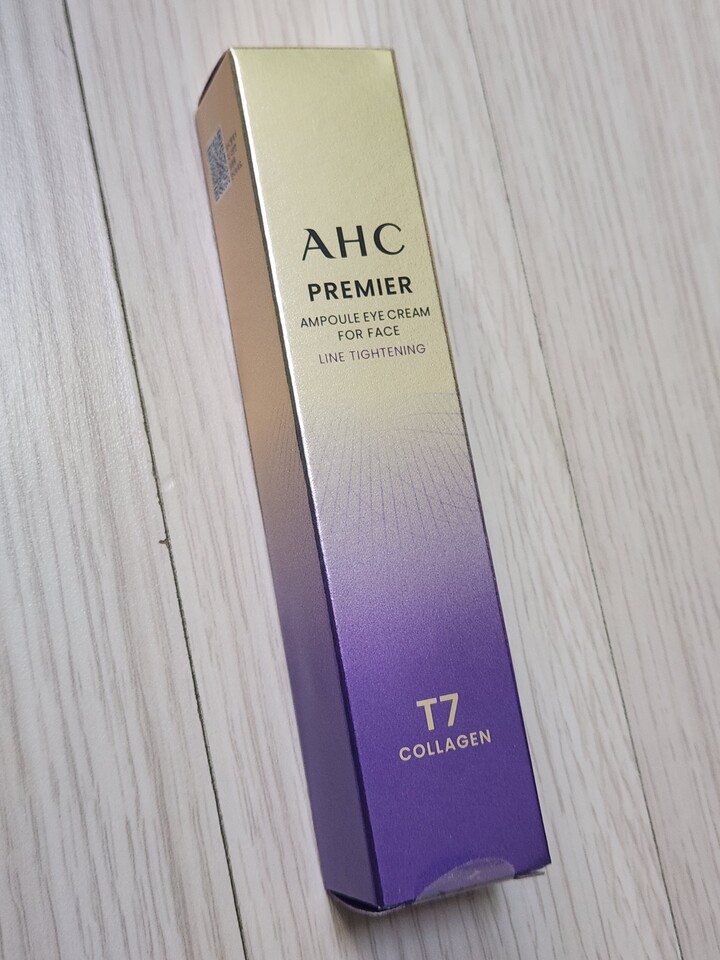 AHC
PREMIER
AMPOULE EYE CREAM
FOR FACE
LINE TIGHTENING
T7
COLLAGEN